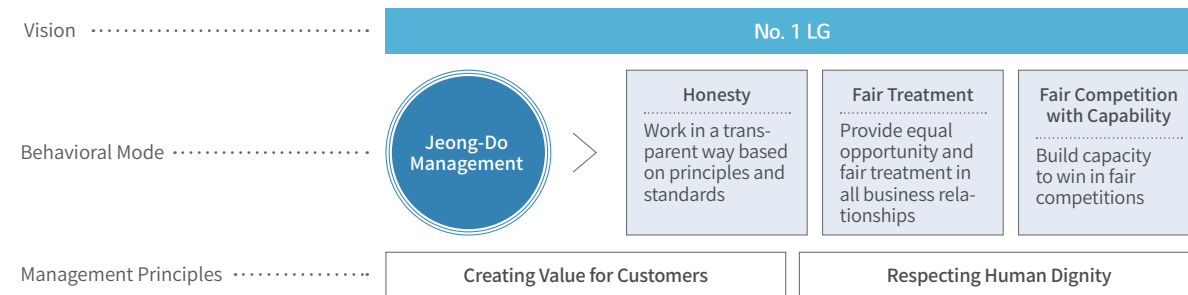 Vision
No. 1 LG
Behavioral Mode
Jeong-Do
Management
Honesty
Work in a trans-
parent way based
on principles and
standards
Fair Treatment
Provide equal
opportunity and
fair treatment in
all business rela-
tionships
Fair Competition
with Capability
Build capacity
to win in fair
competitions
Management Principles
Creating Value for Customers
Respecting Human Dignity